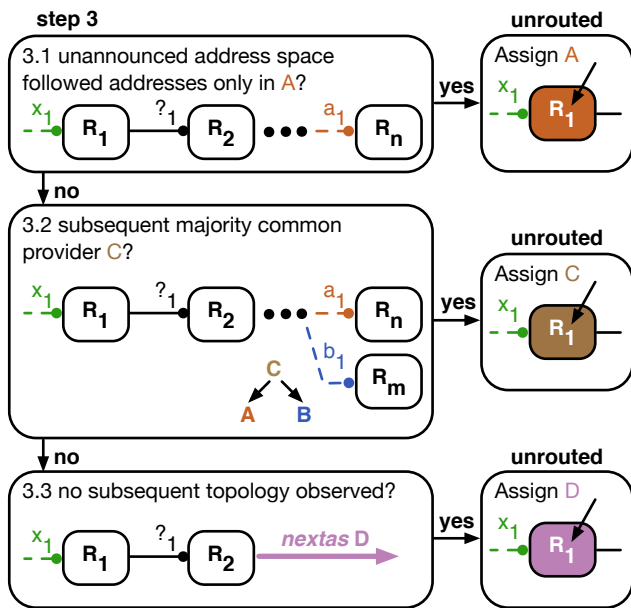 step 3
unrouted
3.1 unannounced address space
followed addresses only in A?
x1
R1
?1
R2
a1
Rn
yes
Assign A
x1
R1
no
3.2 subsequent majority common
provider C?
x1
R1
?1
R2
a1
Rn
b1
Rm
C
A
B
yes
unrouted
Assign C
x1
R1
no
3.3 no subsequent topology observed?
x1
R1
?1
R2
nextas D
yes
unrouted
Assign D
x1
R1